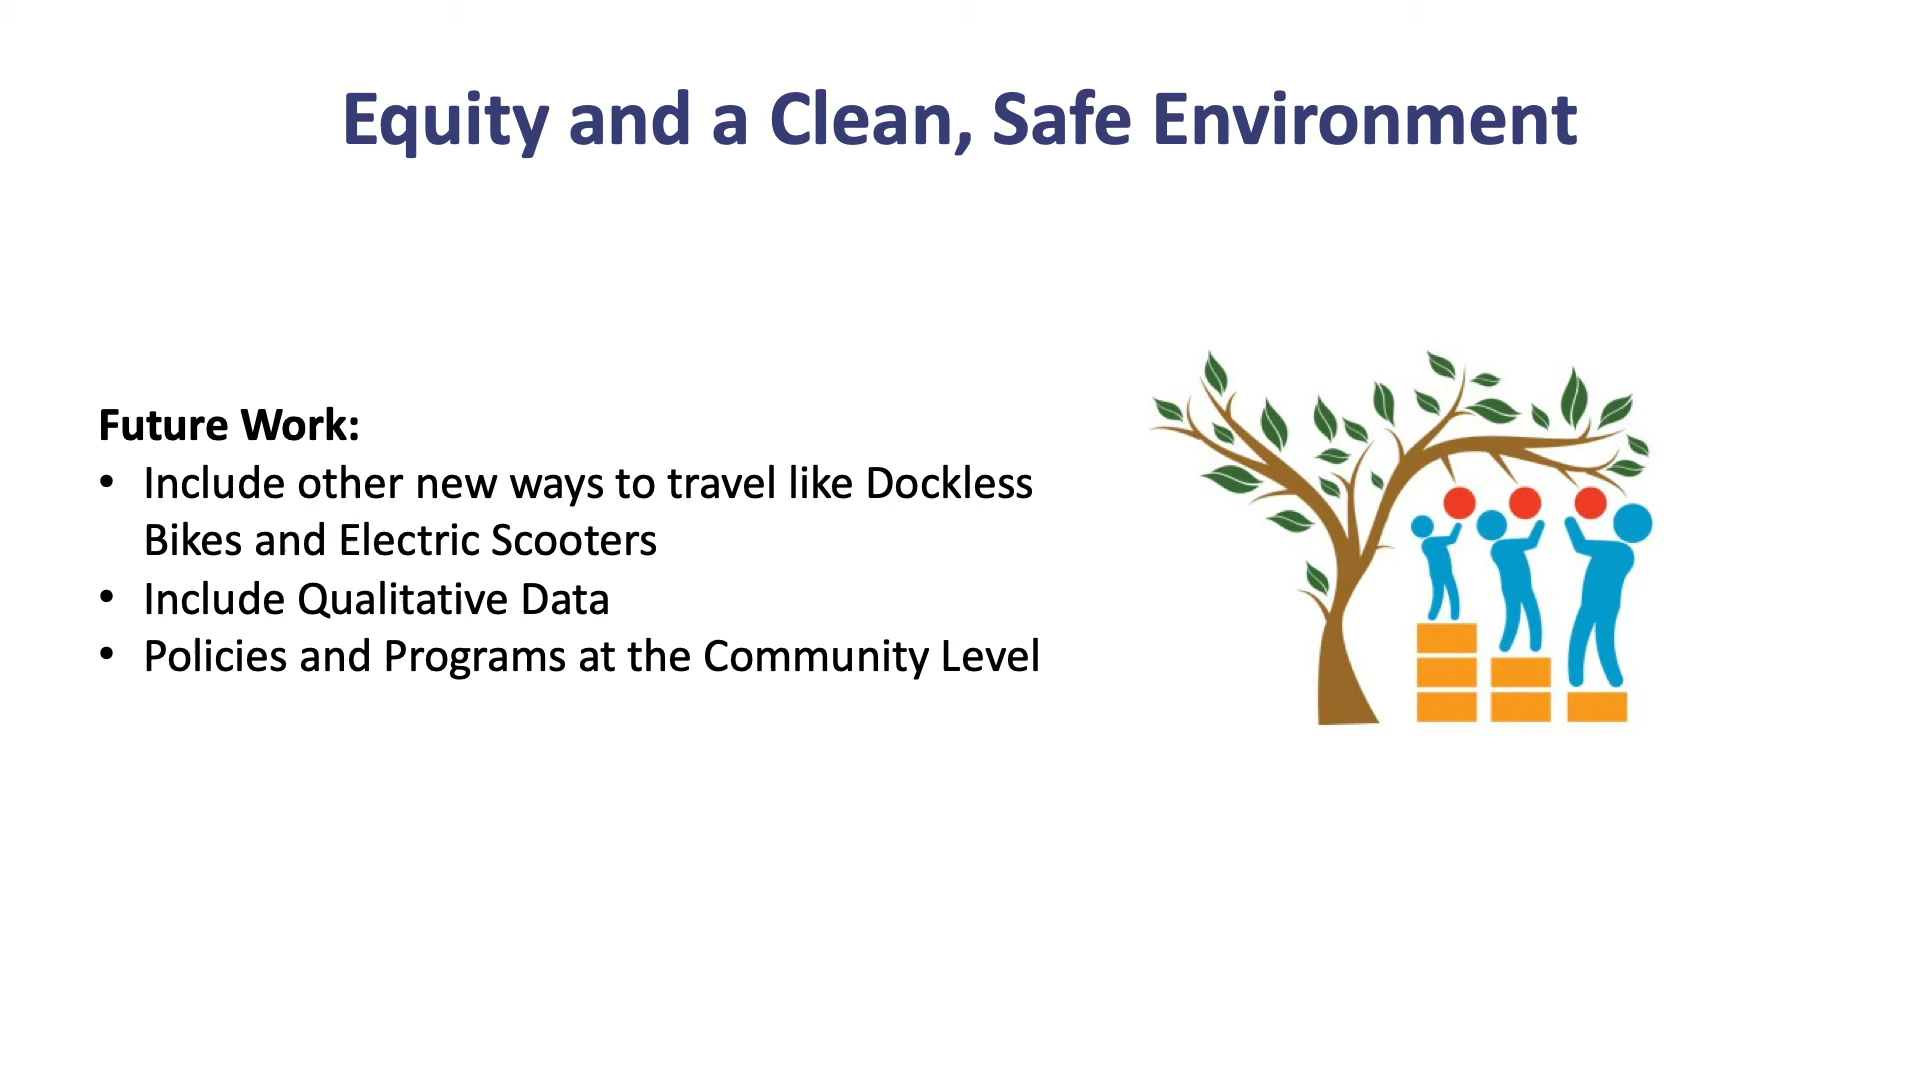 Equity and a Clean, Safe Environment
Future Work:
• Include other new ways to travel like Dockless
Bikes and Electric Scooters
• Include Qualitative Data
• Policies and Programs at the Community Level